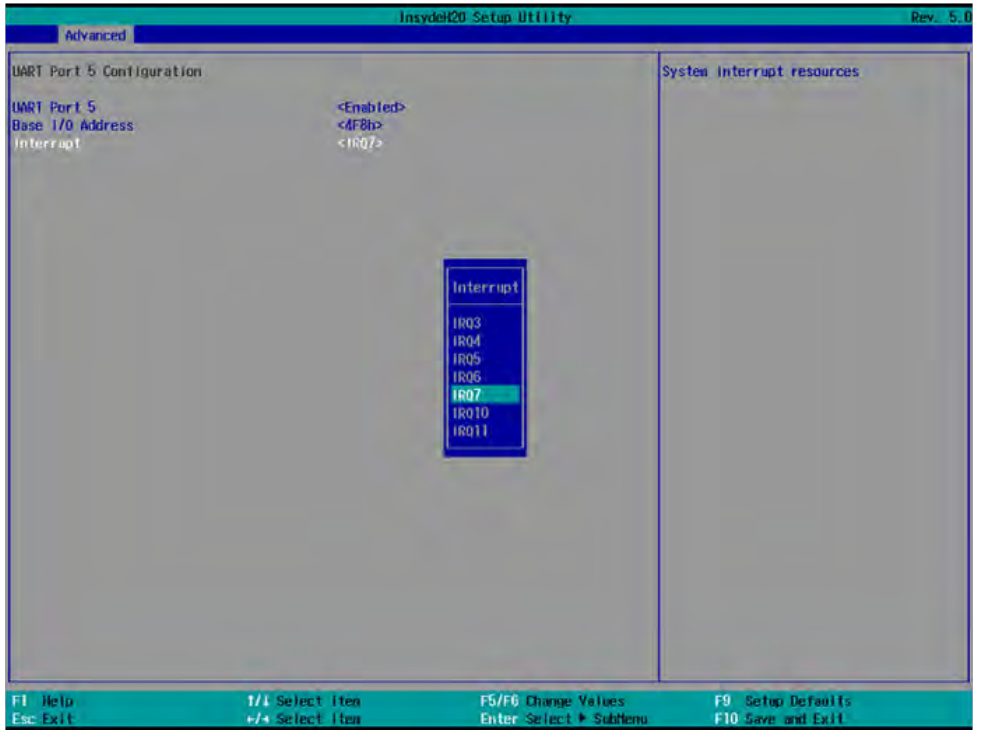 InsydeH20 Setup Utility Rev. 5.0
Advanced
UART Port 5 Configuration
System interrupt resources
UART Port 5 <Enabled>
Base I/O Address <4F8h>
Interrupt <IRQ7>
Interrupt
IRQ3
IRQ4
IRQ5
IRQ6
IRQ7
IRQ10
IRQ11
F1 Help ↑/↓ Select Item F5/F6 Change Values F9 Setup Defaults
Esc Exit ←/→ Select Item Enter Select ▶ SubMenu F10 Save and Exit